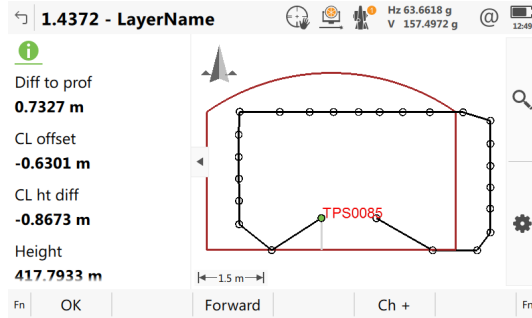 1.4372 - LayerName
Hz 63.6618 g
V 157.4972 g
@
12:49
Diff to prof
0.7327 m
CL offset
-0.6301 m
CL ht diff
-0.8673 m
Height
417.7933 m
TPS0085
1.5 m
Fn OK Forward Ch + Fn